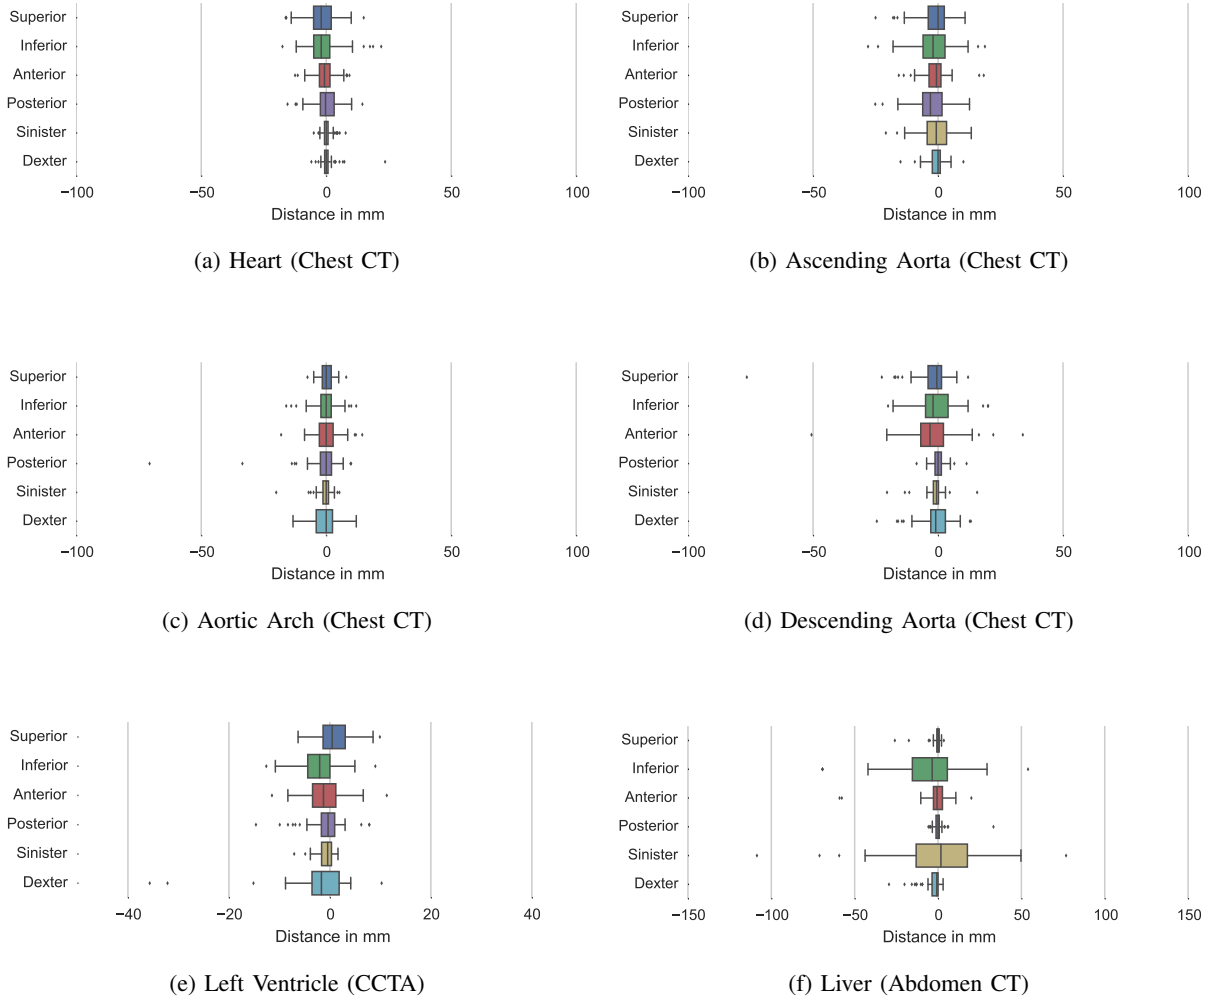 Superior
Inferior
Anterior
Posterior
Sinister
Dexter
−100 −50 0 50 100
Distance in mm
(a) Heart (Chest CT)
Superior
Inferior
Anterior
Posterior
Sinister
Dexter
−100 −50 0 50 100
Distance in mm
(b) Ascending Aorta (Chest CT)
Superior
Inferior
Anterior
Posterior
Sinister
Dexter
−100 −50 0 50 100
Distance in mm
(c) Aortic Arch (Chest CT)
Superior
Inferior
Anterior
Posterior
Sinister
Dexter
−100 −50 0 50 100
Distance in mm
(d) Descending Aorta (Chest CT)
Superior
Inferior
Anterior
Posterior
Sinister
Dexter
−40 −20 0 20 40
Distance in mm
(e) Left Ventricle (CCTA)
Superior
Inferior
Anterior
Posterior
Sinister
Dexter
−150 −100 −50 0 50 100 150
Distance in mm
(f) Liver (Abdomen CT)